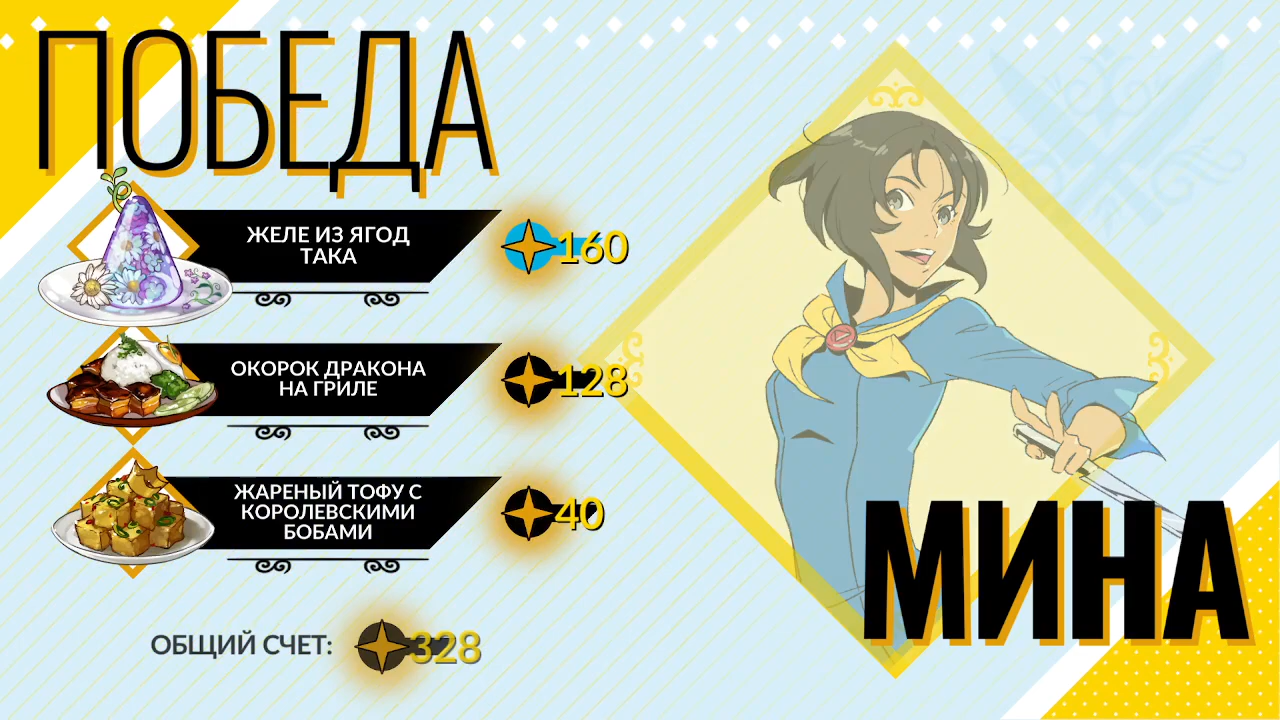 ПОБЕДА
ЖЕЛЕ ИЗ ЯГОД
ТАКА
160
ОКОРОК ДРАКОНА
НА ГРИЛЕ
128
ЖАРЕНЫЙ ТОФУ С
КОРОЛЕВСКИМИ
БОБАМИ
40
ОБЩИЙ СЧЕТ:
328
МИНА